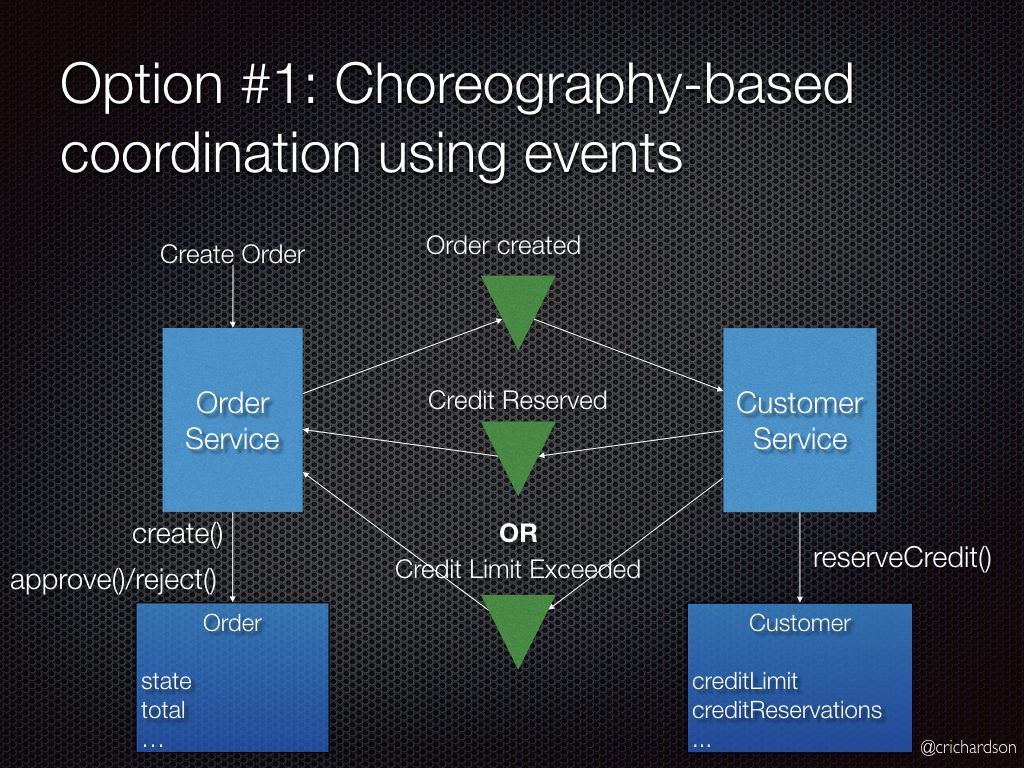 Option #1: Choreography-based
coordination using events
Create Order
Order created
Order
Service
Credit Reserved
Customer
Service
OR
Credit Limit Exceeded
create()
approve()/reject()
reserveCredit()
Order
state
total
…
Customer
creditLimit
creditReservations
...
@crichardson